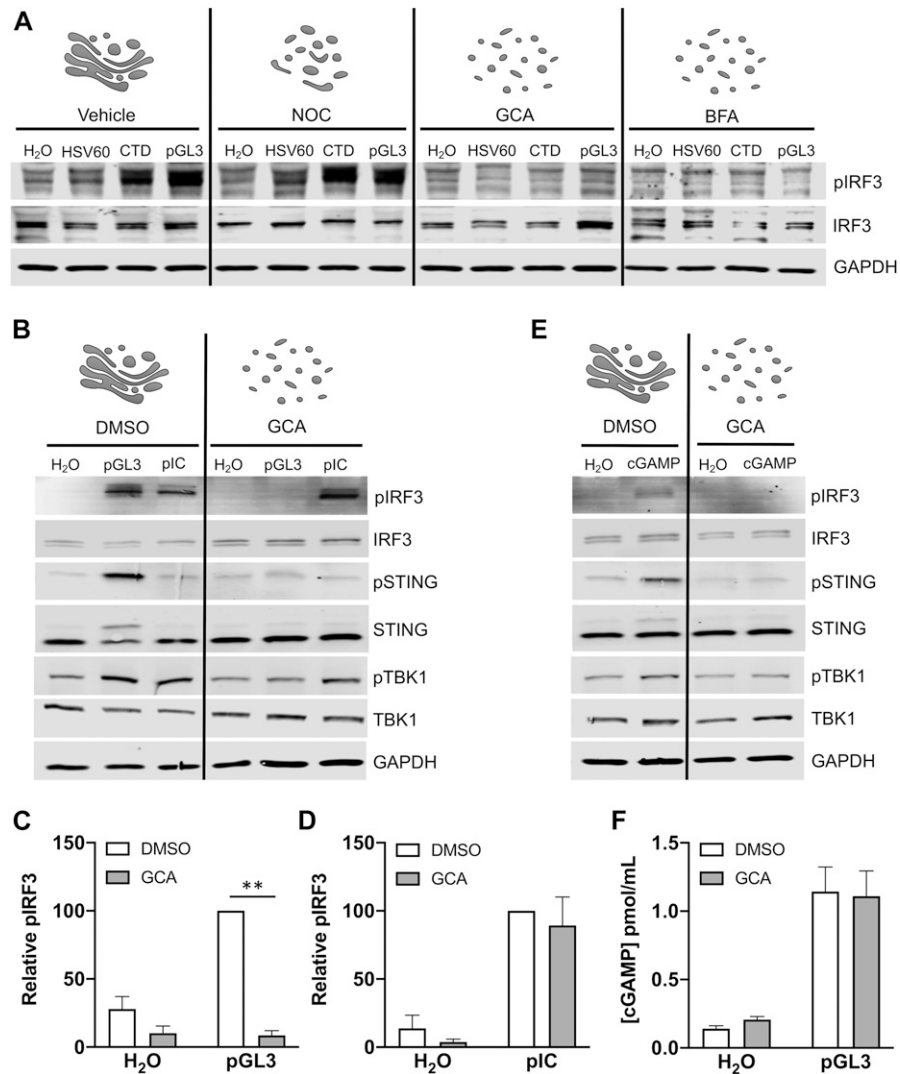 A
Vehicle NOC GCA BFA
H₂O HSV60 CTD pGL3 H₂O HSV60 CTD pGL3 H₂O HSV60 CTD pGL3 H₂O HSV60 CTD pGL3
pIRF3
IRF3
GAPDH
B
DMSO GCA
H₂O pGL3 pIC H₂O pGL3 pIC
pIRF3
IRF3
pSTING
STING
pTBK1
TBK1
GAPDH
E
DMSO GCA
H₂O cGAMP H₂O cGAMP
pIRF3
IRF3
pSTING
STING
pTBK1
TBK1
GAPDH
C
Relative pIRF3
150
100
50
0
DMSO
GCA
**
H₂O pGL3
D
Relative pIRF3
150
100
50
0
DMSO
GCA
H₂O pIC
F
[cGAMP] pmol/mL
1.5
1.0
0.5
0.0
DMSO
GCA
H₂O pGL3